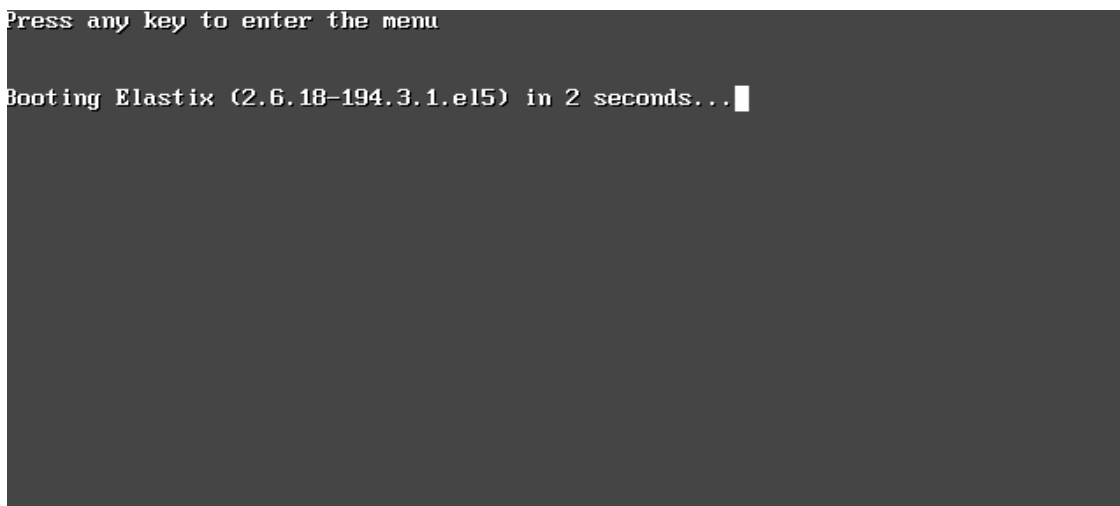 Press any key to enter the menu
Booting Elastix (2.6.18-194.3.1.el5) in 2 seconds...